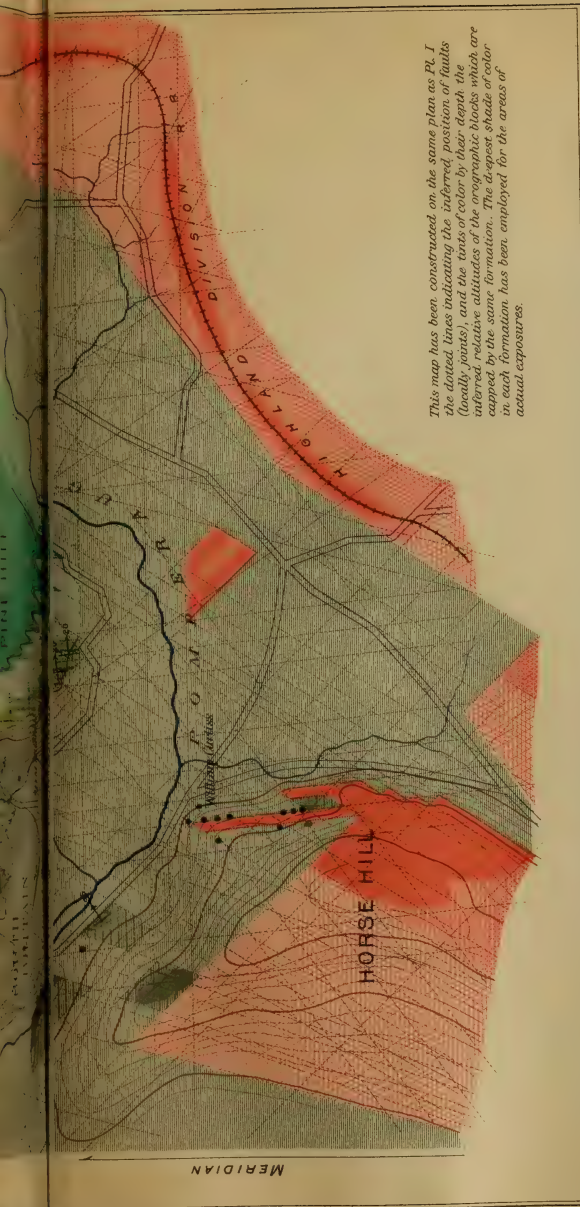 This map has been constructed on the same plan as Pl. I
the dotted lines indicating the inferred position of faults
(locally joints), and the tints of color by their depth the
inferred relative altitudes of the orographic blocks which are
capped by the same formation. The deepest shade of color
in each formation has been employed for the areas of
actual exposures.
HIGHLAND DIVISION R R
POMPERAUG
HORSE HILL
MERIDIAN